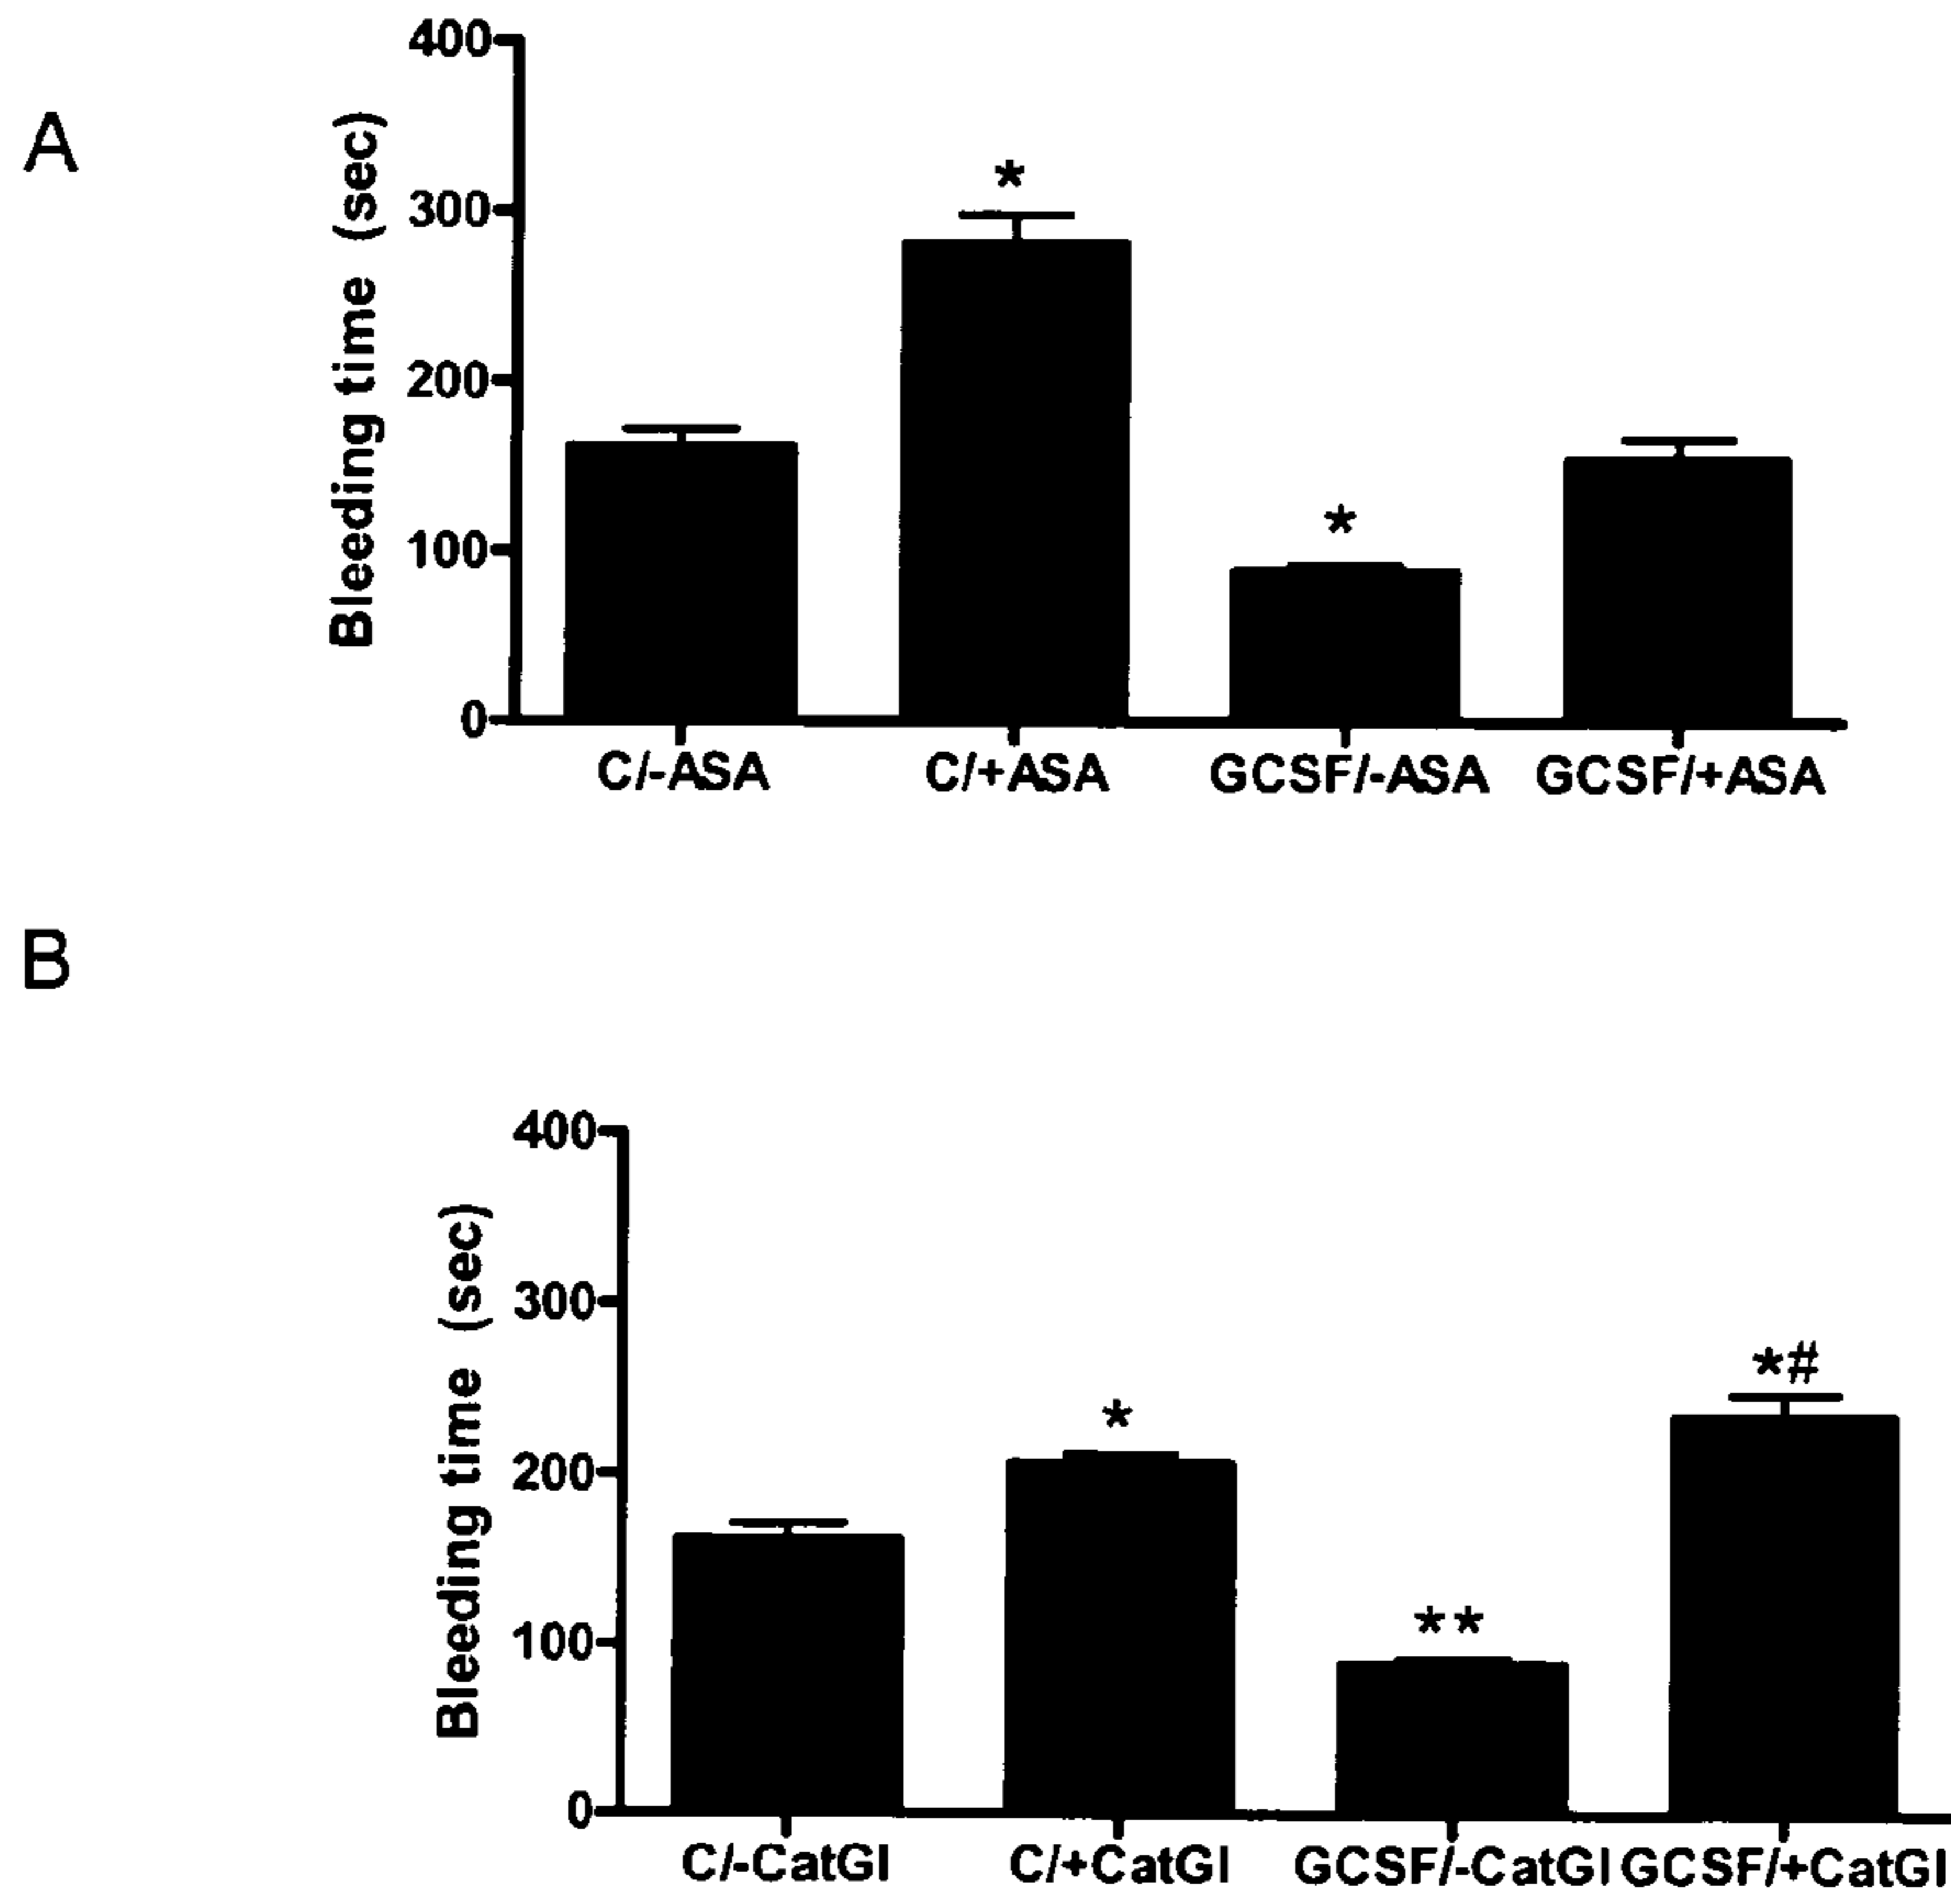 A
Bleeding time (sec)
400
300
200
100
0
*
*
C/-ASA
C/+ASA
GCSF/-ASA
GCSF/+ASA
B
Bleeding time (sec)
400
300
200
100
0
*
**
*#
C/-CatGI
C/+CatGI
GCSF/-CatGI
GCSF/+CatGI